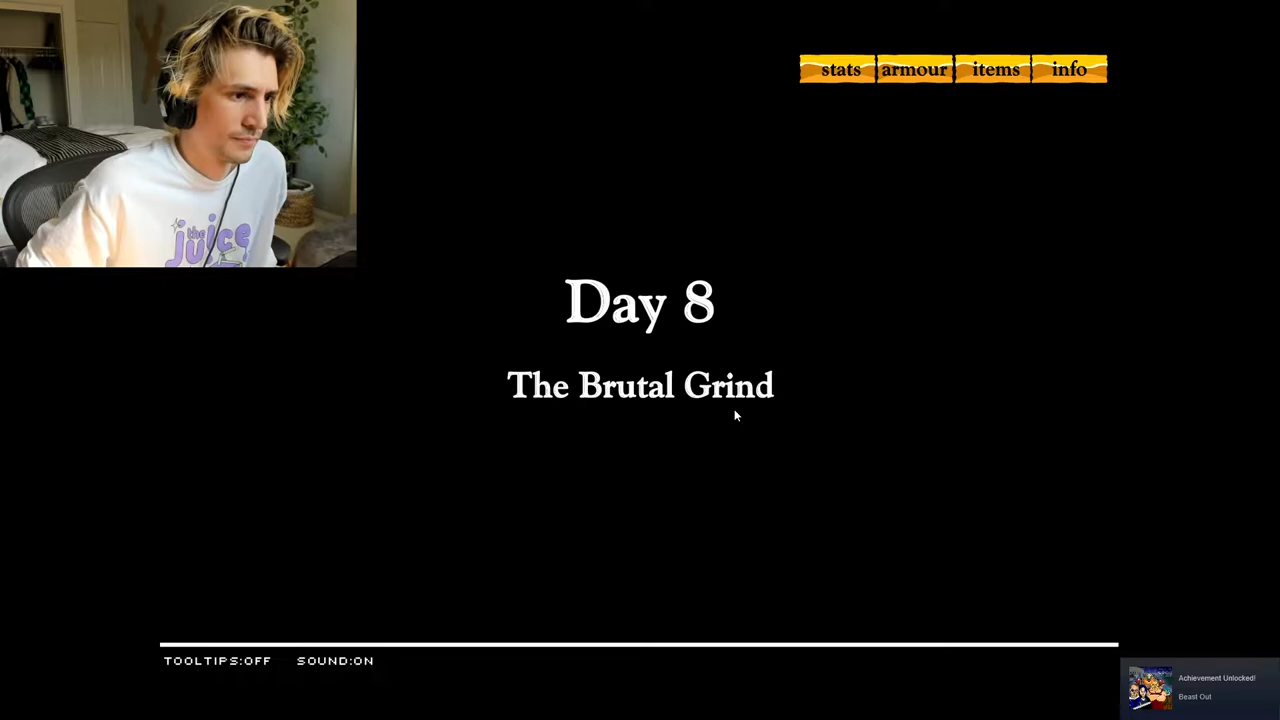 the
juice
stats armour items info
Day 8
The Brutal Grind
TOOLTIPS:OFF SOUND:ON
Achievement Unlocked!
Beast Out